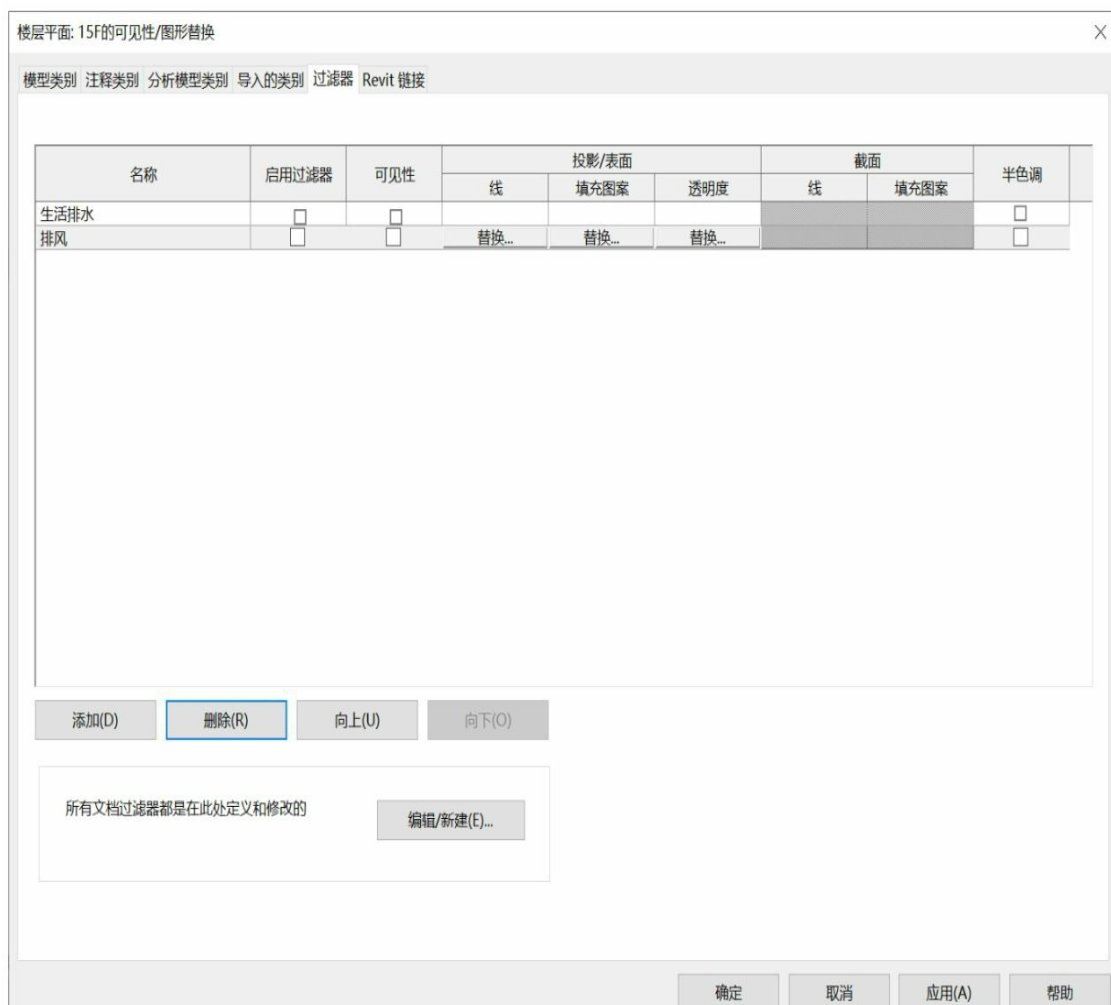 楼层平面: 15F的可见性/图形替换
模型类别 注释类别 分析模型类别 导入的类别 过滤器 Revit 链接
名称 启用过滤器 可见性 投影/表面 截面 半色调
线 填充图案 透明度 线 填充图案
生活排水
排风 替换... 替换... 替换...
添加(D) 删除(R) 向上(U) 向下(O)
所有文档过滤器都是在此处定义和修改的 编辑/新建(E)...
确定 取消 应用(A) 帮助